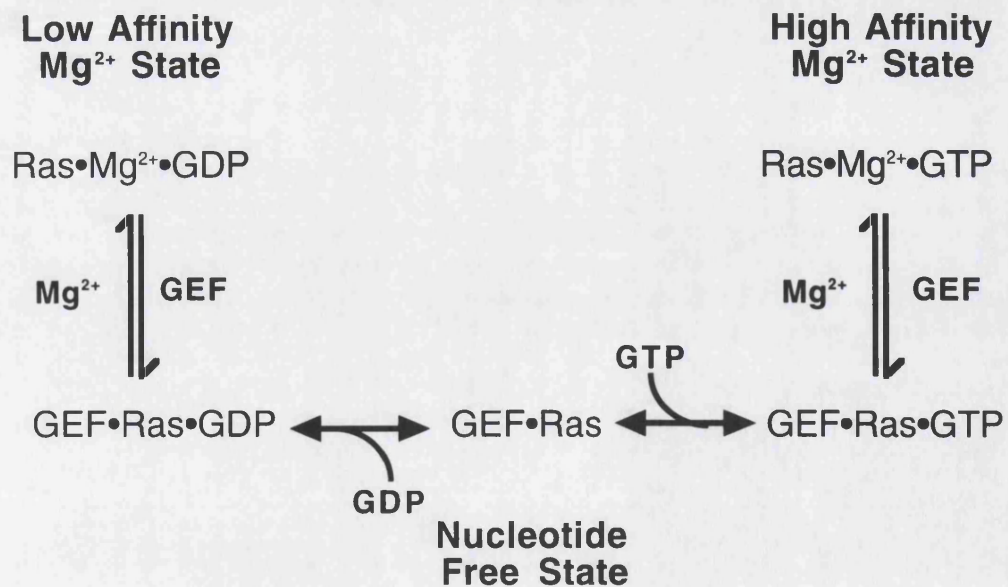 Low Affinity
Mg²⁺ State
High Affinity
Mg²⁺ State
Ras•Mg²⁺•GDP
Ras•Mg²⁺•GTP
Mg²⁺
GEF
Mg²⁺
GEF
GTP
GEF•Ras•GDP
GEF•Ras
GEF•Ras•GTP
GDP
Nucleotide
Free State